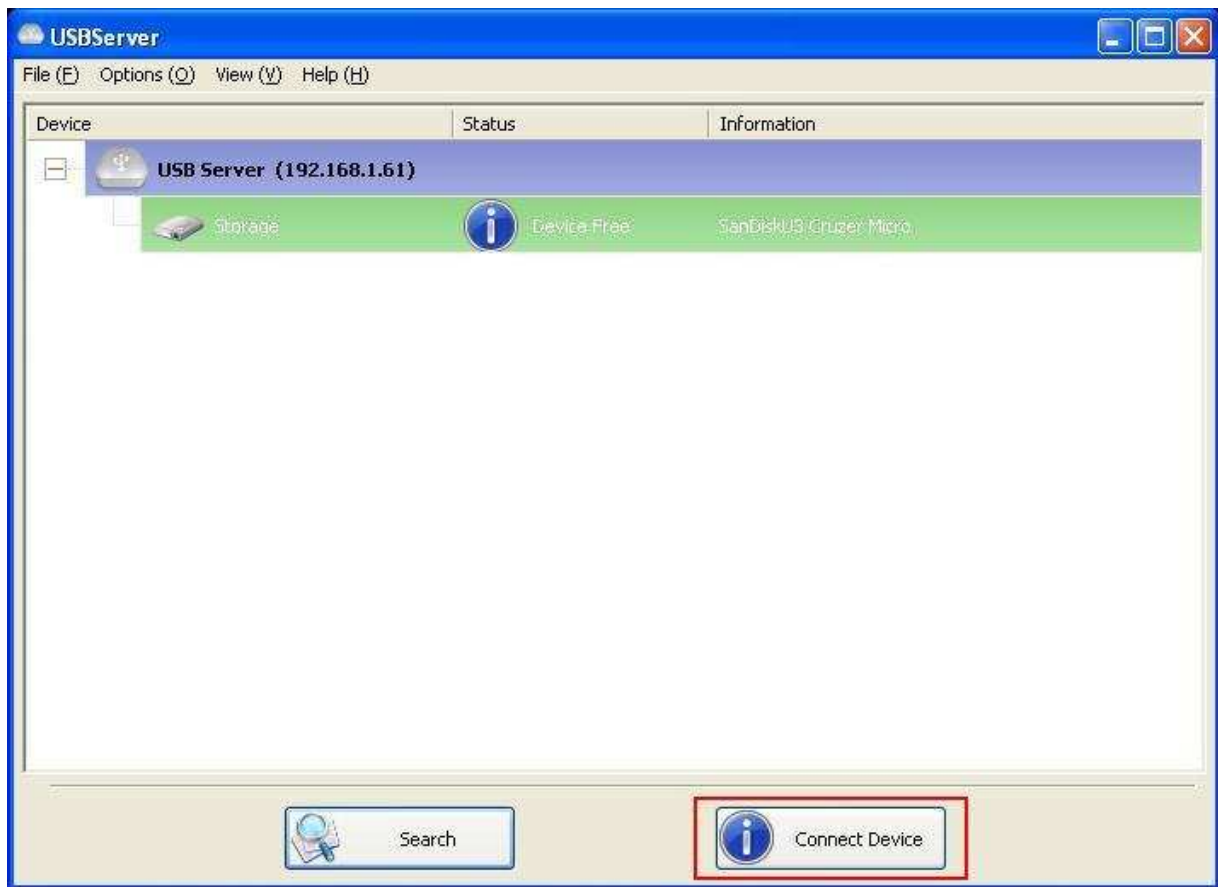 USBServer
File (F) Options (O) View (V) Help (H)
Device Status Information
USB Server (192.168.1.61)
Storage Device Free SanDiskU3 Cruzer Micro
Search Connect Device